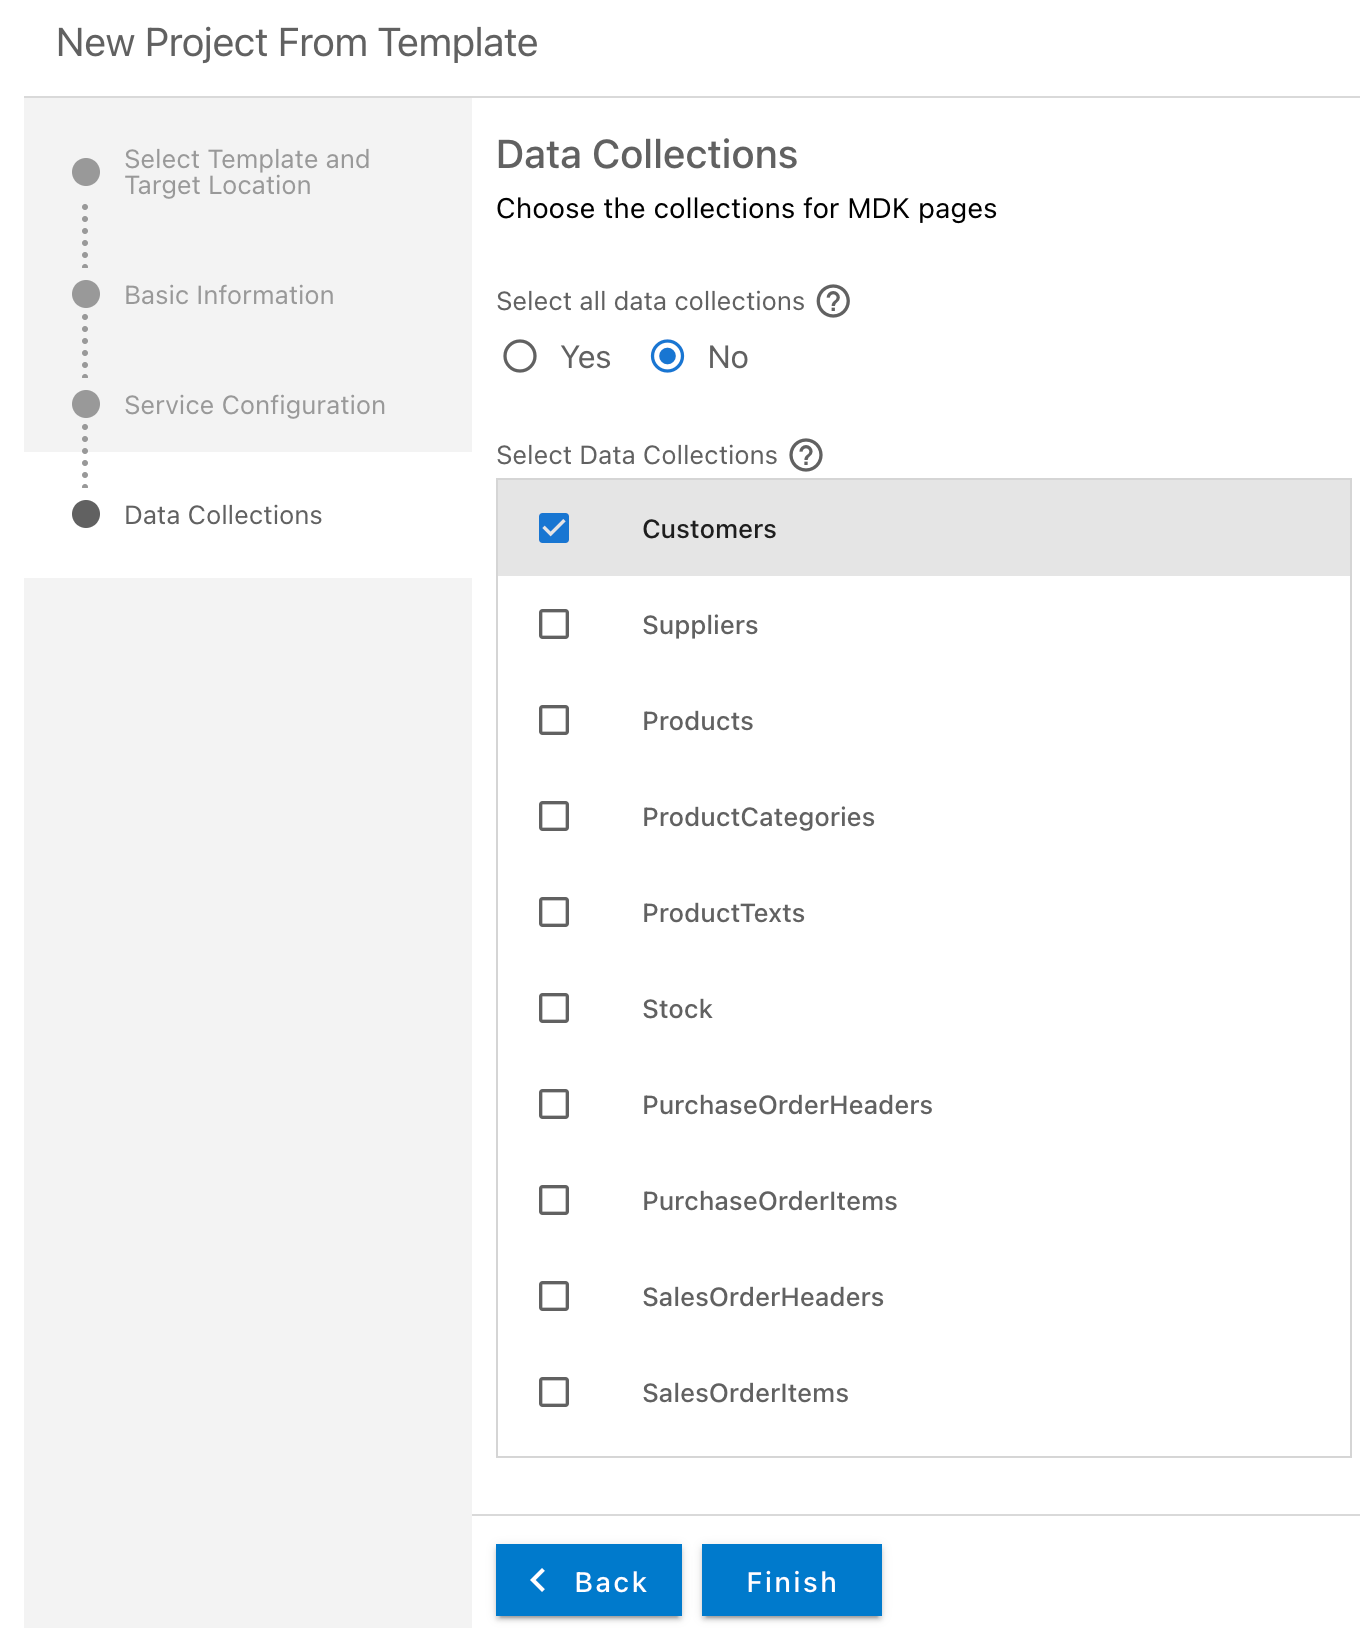 New Project From Template
Select Template and
Target Location
Basic Information
Service Configuration
Data Collections
Data Collections
Choose the collections for MDK pages
Select all data collections
Yes No
Select Data Collections
Customers
Suppliers
Products
ProductCategories
ProductTexts
Stock
PurchaseOrderHeaders
PurchaseOrderItems
SalesOrderHeaders
SalesOrderItems
Back Finish